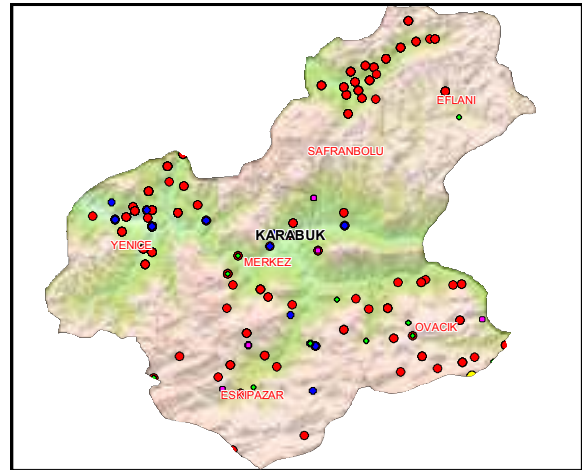 EFLANI
SAFRANBOLU
KARABUK
YENICE
MERKEZ
OVACIK
ESKIPAZAR